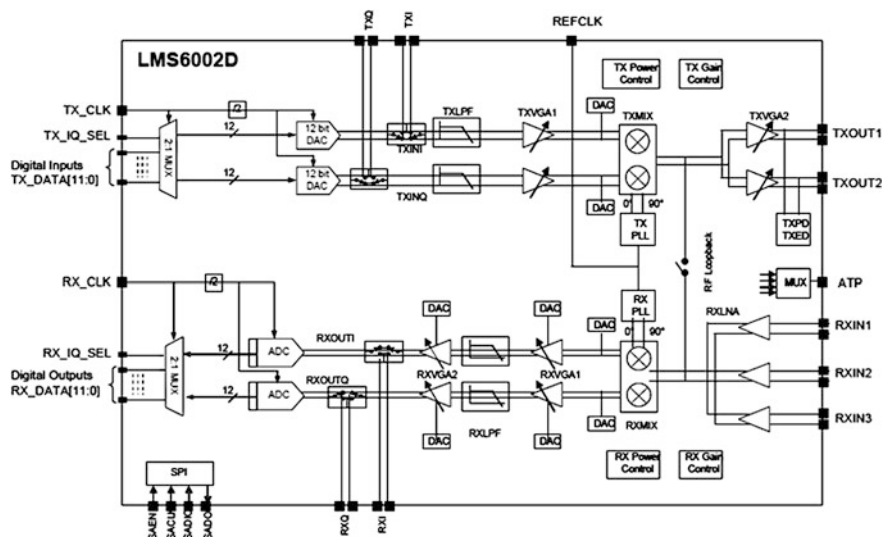 TXQ
TXI
REFCLK
LMS6002D
TX Power Control
TX Gain Control
TX_CLK
/2
TX_IQ_SEL
12
12 bit DAC
TXINI
TXLPF
TXVGA1
DAC
TXMIX
TXVGA2
TXOUT1
Digital Inputs
TX_DATA[11:0]
2:1 MUX
12
12 bit DAC
TXINQ
DAC
0°
90°
TXOUT2
TX PLL
TXPD
TXED
RF Loopback
RX_CLK
/2
MUX
ATP
RX PLL
DAC
DAC
DAC
0°
90°
RXLNA
RXIN1
RX_IQ_SEL
12
ADC
RXOUTI
RXVGA2
RXVGA1
RXIN2
Digital Outputs
RX_DATA[11:0]
2:1 MUX
12
ADC
RXOUTQ
DAC
DAC
RXLPF
DAC
RXMIX
RXIN3
RX Power Control
RX Gain Control
SPI
SAEN
RXQ
RXI